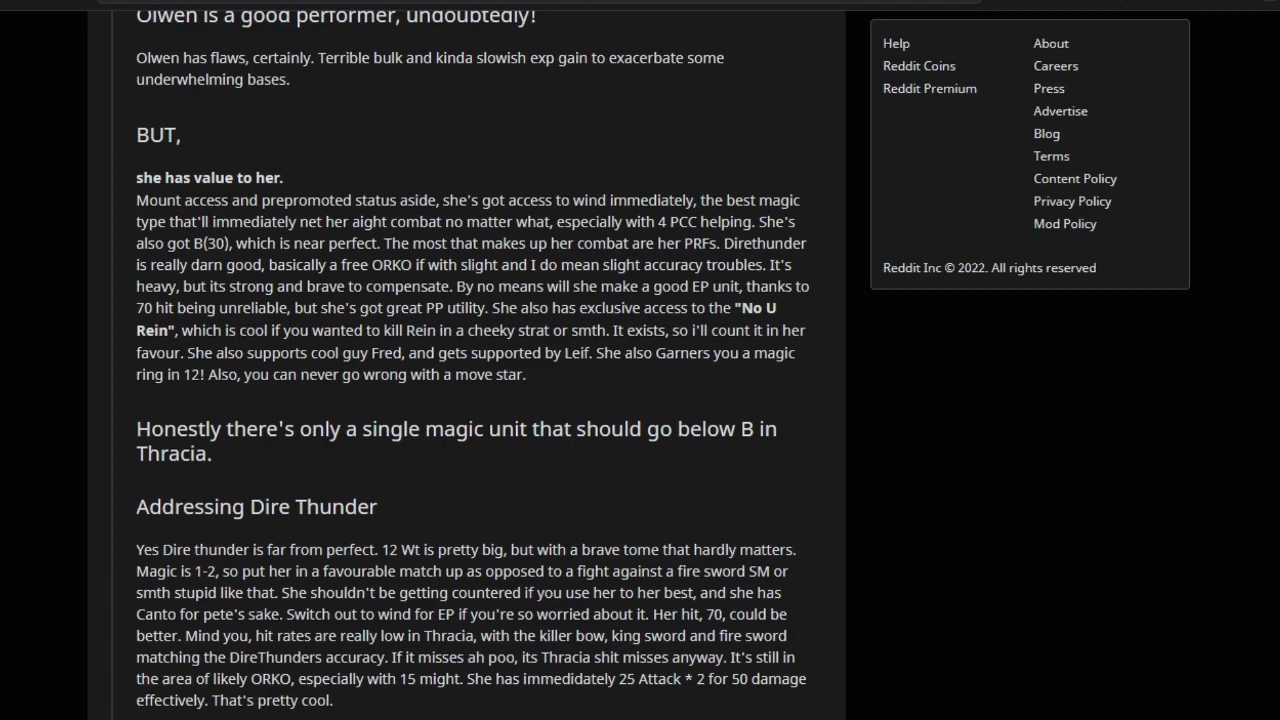 Olwen is a good performer, undoubtedly!
Olwen has flaws, certainly. Terrible bulk and kinda slowish exp gain to exacerbate some
underwhelming bases.
BUT,
she has value to her.
Mount access and prepromoted status aside, she's got access to wind immediately, the best magic
type that'll immediately net her aight combat no matter what, especially with 4 PCC helping. She's
also got B(30), which is near perfect. The most that makes up her combat are her PRFs. Direthunder
is really darn good, basically a free ORKO if with slight and I do mean slight accuracy troubles. It's
heavy, but its strong and brave to compensate. By no means will she make a good EP unit, thanks to
70 hit being unreliable, but she's got great PP utility. She also has exclusive access to the "No U
Rein", which is cool if you wanted to kill Rein in a cheeky strat or smth. It exists, so i'll count it in her
favour. She also supports cool guy Fred, and gets supported by Leif. She also Garners you a magic
ring in 12! Also, you can never go wrong with a move star.
Honestly there's only a single magic unit that should go below B in
Thracia.
Addressing Dire Thunder
Yes Dire thunder is far from perfect. 12 Wt is pretty big, but with a brave tome that hardly matters.
Magic is 1-2, so put her in a favourable match up as opposed to a fight against a fire sword SM or
smth stupid like that. She shouldn't be getting countered if you use her to her best, and she has
Canto for pete's sake. Switch out to wind for EP if you're so worried about it. Her hit, 70, could be
better. Mind you, hit rates are really low in Thracia, with the killer bow, king sword and fire sword
matching the DireThunders accuracy. If it misses ah poo, its Thracia shit misses anyway. It's still in
the area of likely ORKO, especially with 15 might. She has immedidately 25 Attack * 2 for 50 damage
effectively. That's pretty cool.
Help
Reddit Coins
Reddit Premium
About
Careers
Press
Advertise
Blog
Terms
Content Policy
Privacy Policy
Mod Policy
Reddit Inc © 2022. All rights reserved